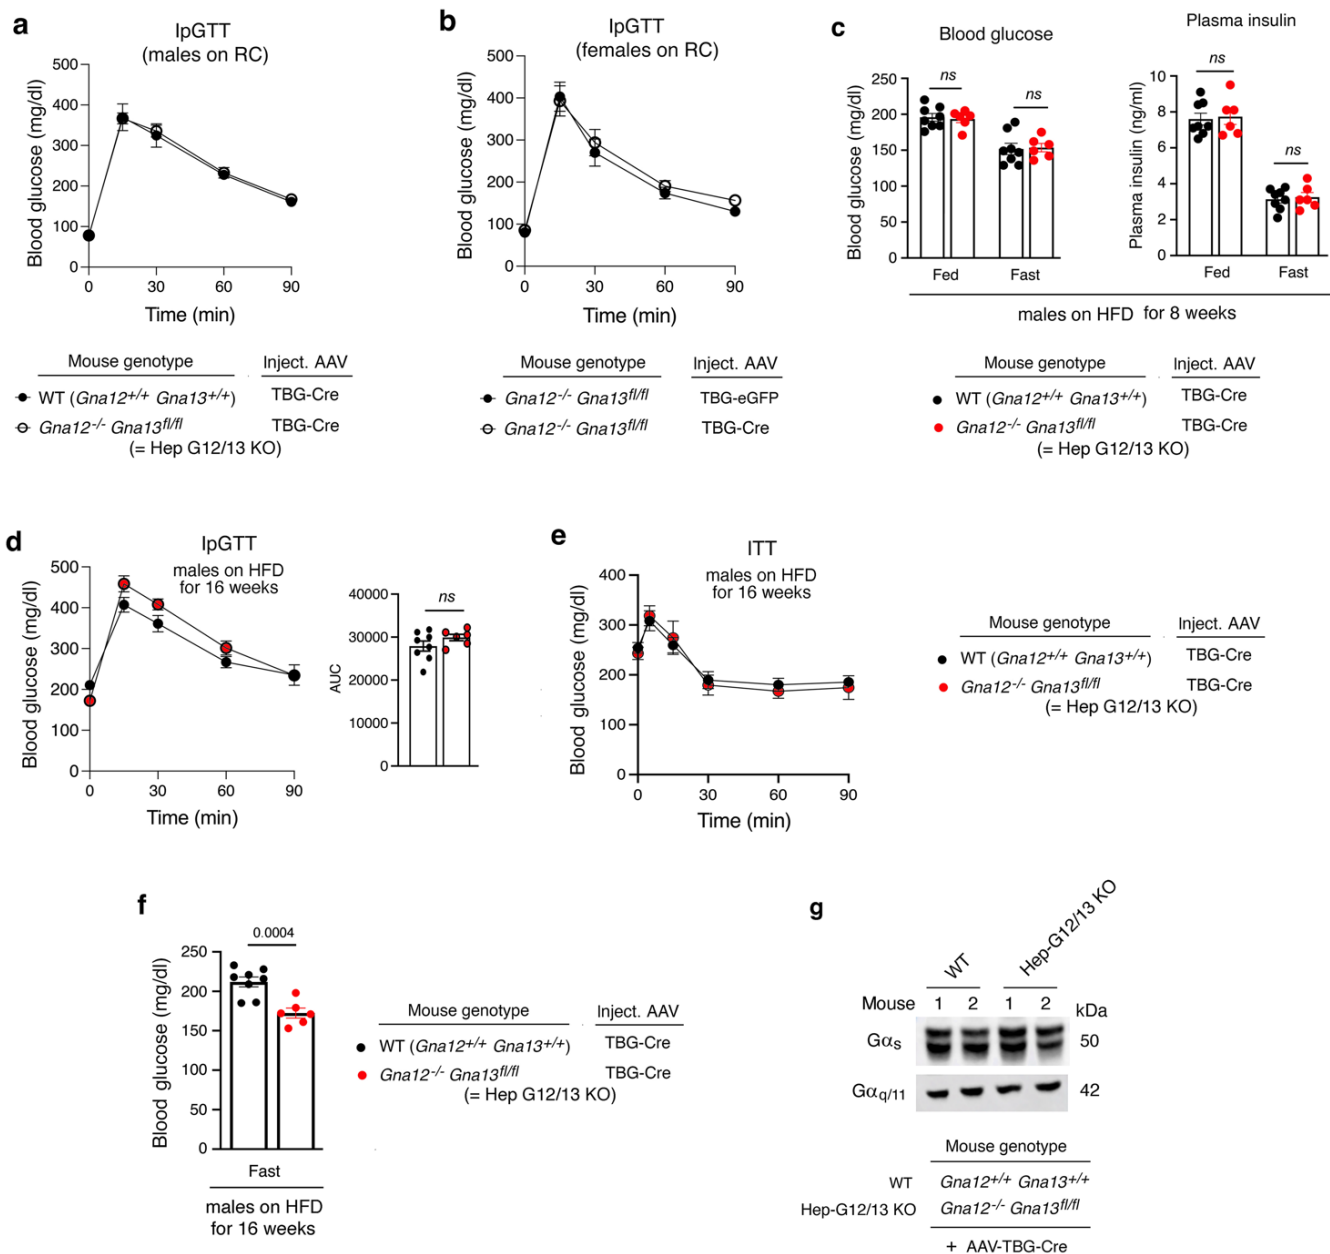 a
IpGTT
(males on RC)
Blood glucose (mg/dl)
500
400
300
200
100
0
0 30 60 90
Time (min)
Mouse genotype Inject. AAV
WT (Gna12+/+ Gna13+/+) TBG-Cre
Gna12-/- Gna13fl/fl TBG-Cre
(= Hep G12/13 KO)
b
IpGTT
(females on RC)
Blood glucose (mg/dl)
500
400
300
200
100
0
0 30 60 90
Time (min)
Mouse genotype Inject. AAV
Gna12-/- Gna13fl/fl TBG-eGFP
Gna12-/- Gna13fl/fl TBG-Cre
c
Blood glucose
Blood glucose (mg/dl)
250
200
150
100
50
0
ns
ns
Fed Fast
Plasma insulin
Plasma insulin (ng/ml)
10
8
6
4
2
0
ns
ns
Fed Fast
males on HFD for 8 weeks
Mouse genotype Inject. AAV
WT (Gna12+/+ Gna13+/+) TBG-Cre
Gna12-/- Gna13fl/fl TBG-Cre
(= Hep G12/13 KO)
d
IpGTT
males on HFD
for 16 weeks
Blood glucose (mg/dl)
500
400
300
200
100
0
0 30 60 90
Time (min)
AUC
40000
30000
20000
10000
0
ns
e
ITT
males on HFD
for 16 weeks
Blood glucose (mg/dl)
400
300
200
100
0
0 30 60 90
Time (min)
Mouse genotype Inject. AAV
WT (Gna12+/+ Gna13+/+) TBG-Cre
Gna12-/- Gna13fl/fl TBG-Cre
(= Hep G12/13 KO)
f
0.0004
Blood glucose (mg/dl)
250
200
150
100
50
0
Fast
males on HFD
for 16 weeks
Mouse genotype Inject. AAV
WT (Gna12+/+ Gna13+/+) TBG-Cre
Gna12-/- Gna13fl/fl TBG-Cre
(= Hep G12/13 KO)
g
WT Hep-G12/13 KO
Mouse 1 2 1 2 kDa
Gαs 50
Gαq/11 42
Mouse genotype
WT Gna12+/+ Gna13+/+
Hep-G12/13 KO Gna12-/- Gna13fl/fl
+ AAV-TBG-Cre